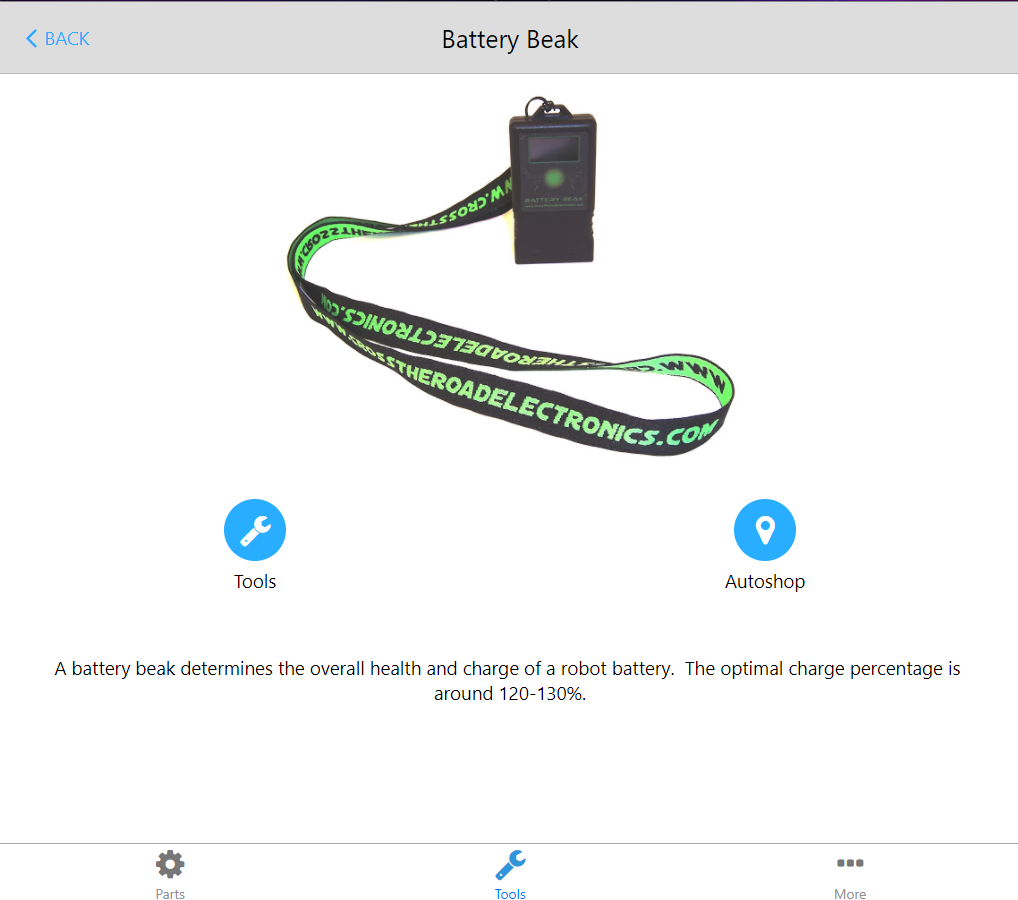 BACK
Battery Beak
BATTERY BEAK
WWW.CROSSTHEROADELECTRONICS.COM
WWW.CROSSTHEROADELECTRONICS.COM
Tools
Autoshop
A battery beak determines the overall health and charge of a robot battery.  The optimal charge percentage is
around 120-130%.
Parts
Tools
More